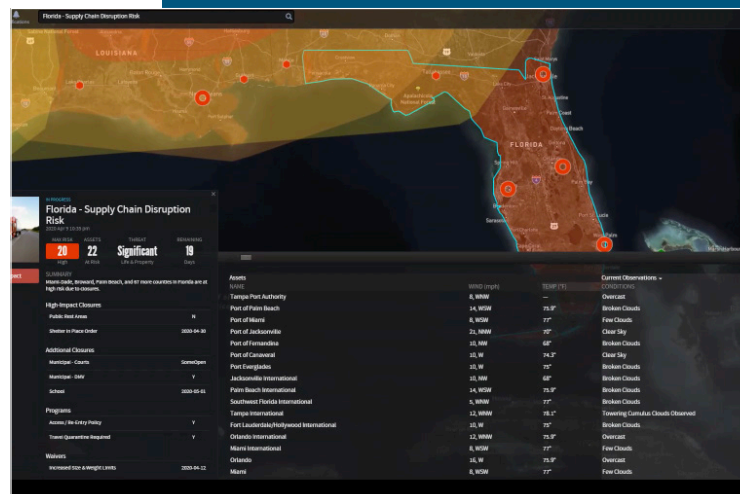 Florida - Supply Chain Disruption Risk
LOUISIANA
FLORIDA
Apalachicola
National Forest
Gainesville
Palm Coast
IN PROGRESS
Florida - Supply Chain Disruption
Risk
MAX RISK ASSETS THREAT REMAINING
20 22 Significant 19
High At Risk Life & Property Days
SUMMARY
Miami-Dade, Broward, Palm Beach, and 67 more counties in Florida are at
high risk due to closures.
High Impact Closures
Public Rest Areas N
Shelter In Place Order 2020-04-30
Additional Closures
Municipal - Courts SomeOpen
Municipal - DMV Y
School 2020-05-01
Programs
Access / Re-Entry Policy Y
Travel Quarantine Required Y
Waivers
Increased Size & Weight Limits 2020-04-12
Assets Current Observations
NAME WIND (mph) TEMP (°F) CONDITIONS
Tampa Port Authority 8, WNW — Overcast
Port of Palm Beach 14, WSW 75.9° Broken Clouds
Port of Miami 8, WSW 77° Few Clouds
Port of Jacksonville 21, NNW 70° Clear Sky
Port of Fernandina 10, NW 68° Broken Clouds
Port of Canaveral 10, W 74.3° Clear Sky
Port Everglades 10, W 75° Broken Clouds
Jacksonville International 10, NW 68° Broken Clouds
Palm Beach International 14, WSW 75.9° Broken Clouds
Southwest Florida International 5, WNW 77° Broken Clouds
Tampa International 12, WNW 78.1° Towering Cumulus Clouds Observed
Fort Lauderdale/Hollywood International 10, W 75° Broken Clouds
Orlando International 12, WNW 75.9° Overcast
Miami International 8, WSW 77° Few Clouds
Orlando 16, W 75.9° Overcast
Miami 8, WSW 77° Few Clouds